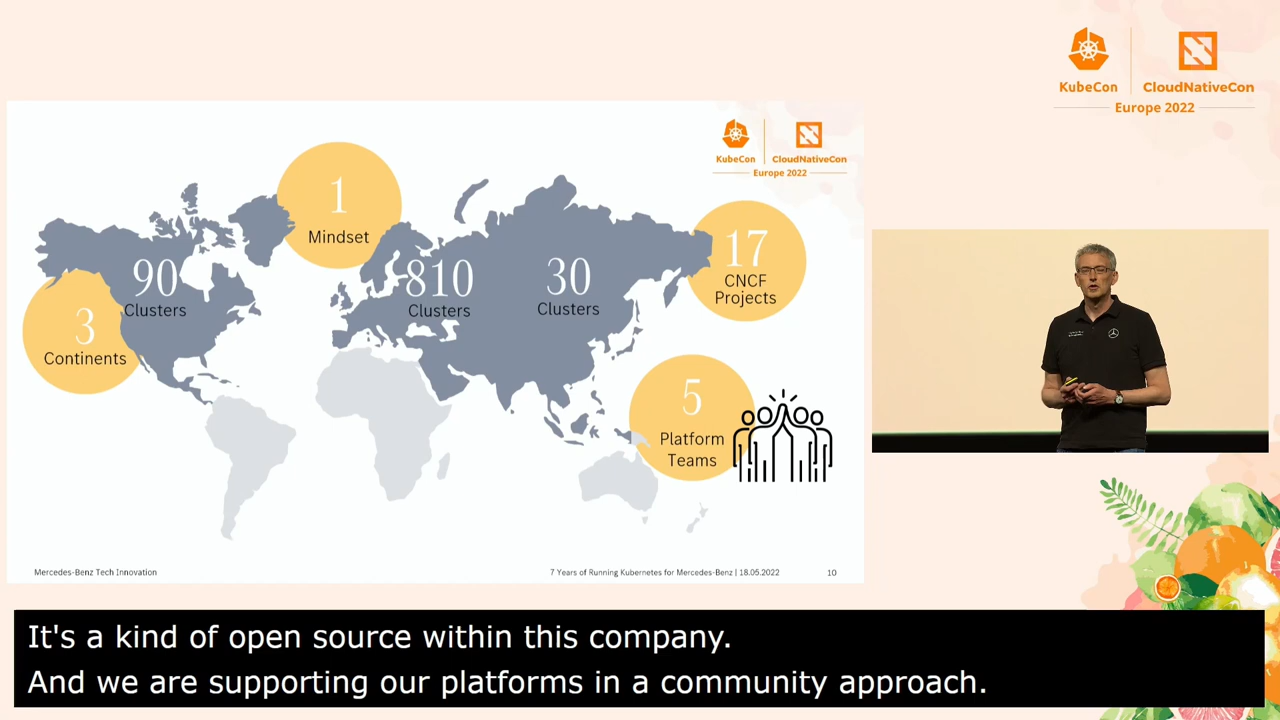 KubeCon
CloudNativeCon
Europe 2022
KubeCon
CloudNativeCon
Europe 2022
1
Mindset
90
Clusters
810
Clusters
30
Clusters
17
CNCF
Projects
3
Continents
5
Platform
Teams
Mercedes-Benz Tech Innovation
7 Years of Running Kubernetes for Mercedes-Benz | 18.05.2022
10
It's a kind of open source within this company.
And we are supporting our platforms in a community approach.